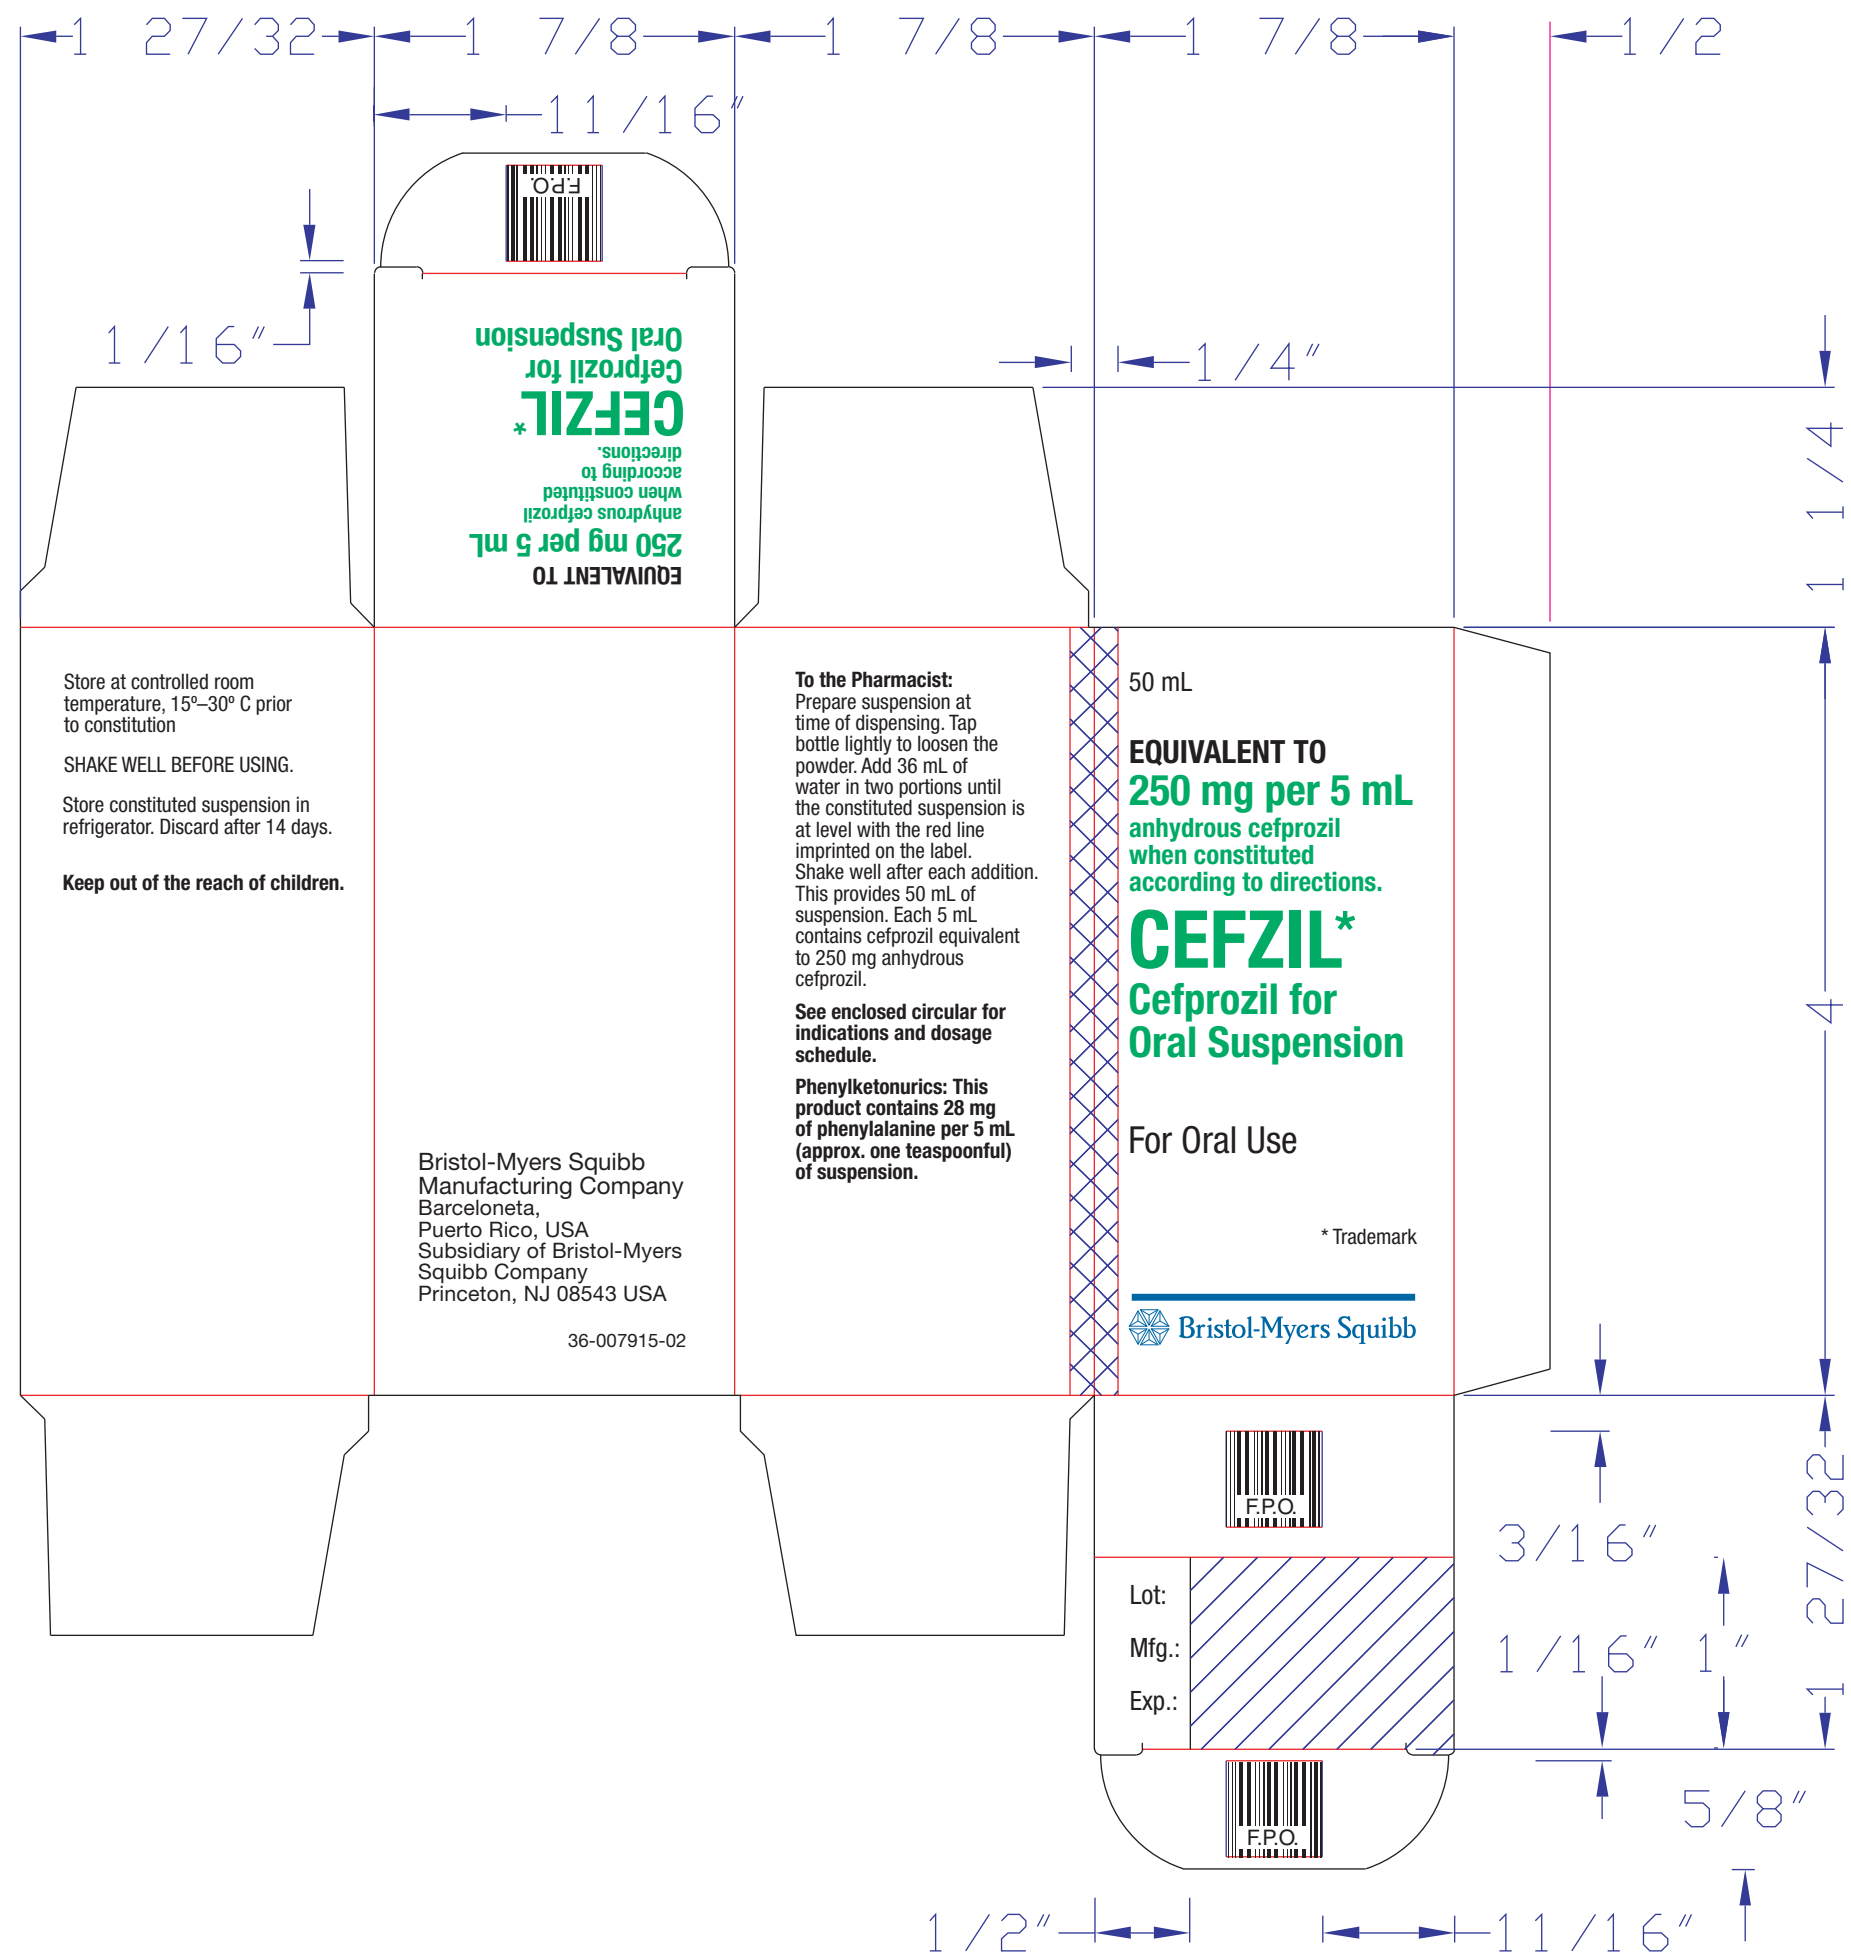 1 27/32
1 7/8
1 7/8
1 7/8
1/2
11/16"
F.P.O.
1/16"
EQUIVALENT TO
250 mg per 5 mL
anhydrous cefprozil
when constituted
according to
directions.
CEFZIL*
Cefprozil for
Oral Suspension
1/4"
1 1/4
Store at controlled room
temperature, 15º–30º C prior
to constitution
SHAKE WELL BEFORE USING.
Store constituted suspension in
refrigerator. Discard after 14 days.
Keep out of the reach of children.
Bristol-Myers Squibb
Manufacturing Company
Barceloneta,
Puerto Rico, USA
Subsidiary of Bristol-Myers
Squibb Company
Princeton, NJ 08543 USA
36-007915-02
To the Pharmacist:
Prepare suspension at
time of dispensing. Tap
bottle lightly to loosen the
powder. Add 36 mL of
water in two portions until
the constituted suspension is
at level with the red line
imprinted on the label.
Shake well after each addition.
This provides 50 mL of
suspension. Each 5 mL
contains cefprozil equivalent
to 250 mg anhydrous
cefprozil.
See enclosed circular for
indications and dosage
schedule.
Phenylketonurics: This
product contains 28 mg
of phenylalanine per 5 mL
(approx. one teaspoonful)
of suspension.
50 mL
EQUIVALENT TO
250 mg per 5 mL
anhydrous cefprozil
when constituted
according to directions.
CEFZIL*
Cefprozil for
Oral Suspension
For Oral Use
* Trademark
Bristol-Myers Squibb
4
F.P.O.
3/16"
1 27/32
Lot:
Mfg.:
Exp.:
1/16"
1"
F.P.O.
5/8"
1/2"
11/16"